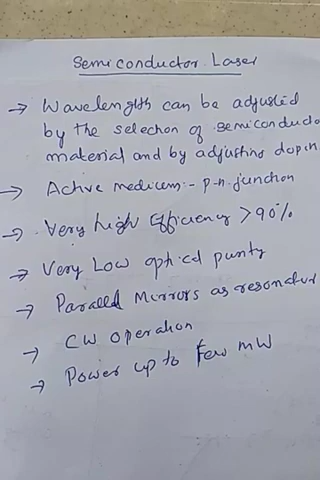 Semiconductor Laser
→ Wavelength can be adjusted
by the selection of semiconducto
material and by adjusting dopin
→ Active medium:- p-n junction
→ Very high Efficiency > 90%
→ Very Low optical purity
→ Parallel Mirrors as resonator
→ CW operation
→ Power up to Few mW